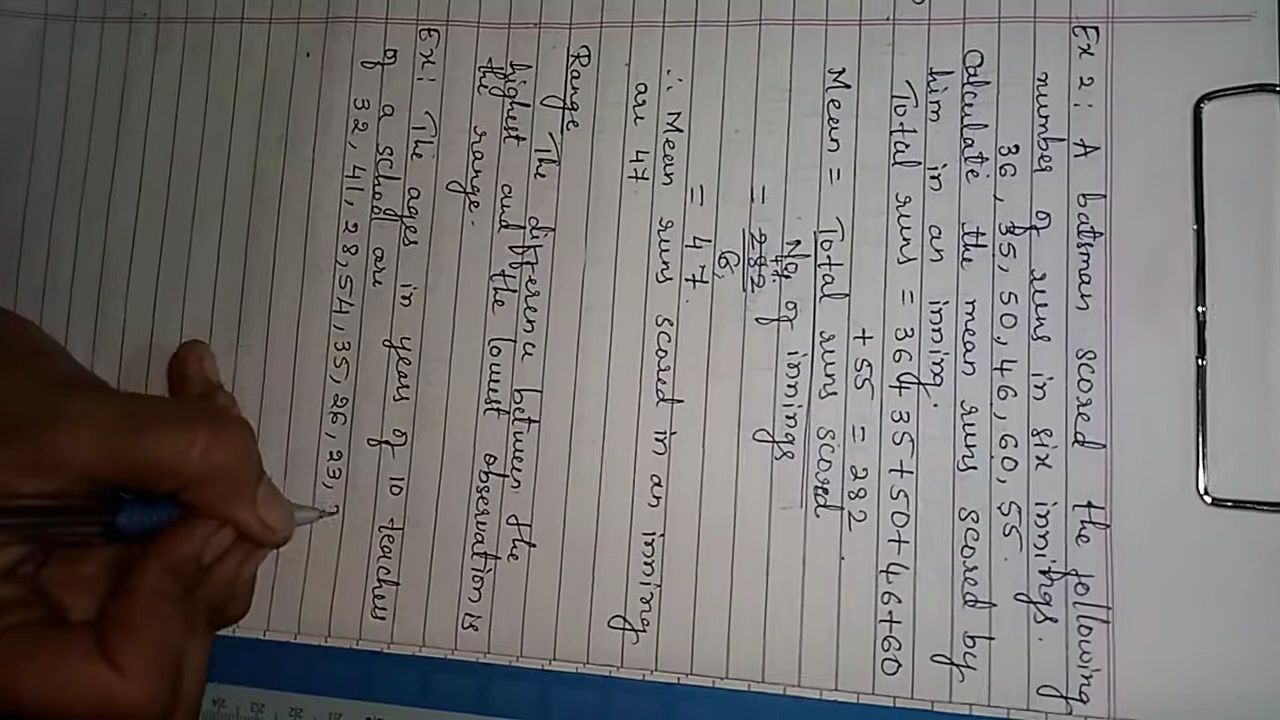 Ex 2: A batsman scored the following
number of runs in six innings.
36, 35, 50, 46, 60, 55.
Calculate the mean runs scored by
him in an inning.
Total runs = 36+35+50+46+60
+55 = 282.
Mean = Total runs scored
No. of innings
= 282
6
= 47.
∴ Mean runs scored in an inning
are 47.
Range
The difference between the
highest and the lowest observation is
the range.
Ex: The ages in years of 10 teachers
of a school are
32, 41, 28, 54, 35, 26, 23,